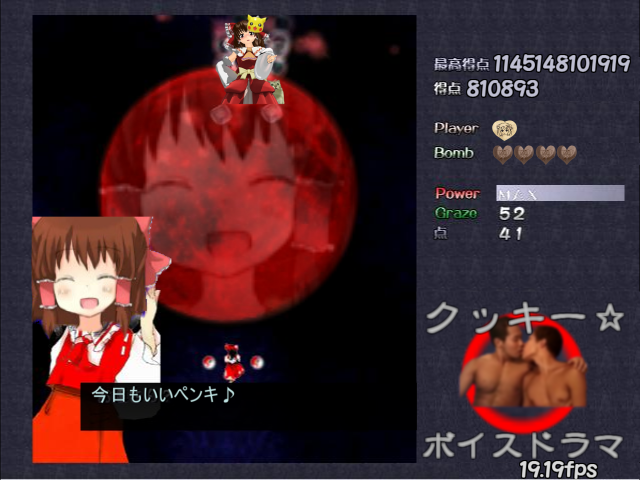 最高得点 1145148101919
得点 810893
Player
Bomb
Power MAX
Graze 52
点 41
今日もいいペンキ♪
クッキー☆
ボイスドラマ
19.19fps